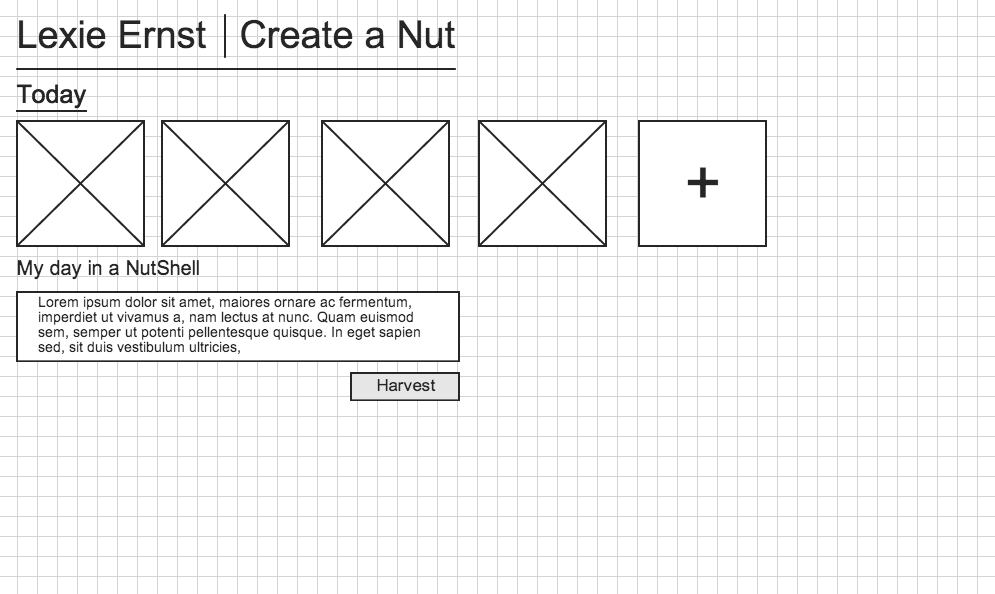 Lexie Ernst | Create a Nut
Today
+
My day in a NutShell
Lorem ipsum dolor sit amet, maiores ornare ac fermentum,
imperdiet ut vivamus a, nam lectus at nunc. Quam euismod
sem, semper ut potenti pellentesque quisque. In eget sapien
sed, sit duis vestibulum ultricies,
Harvest